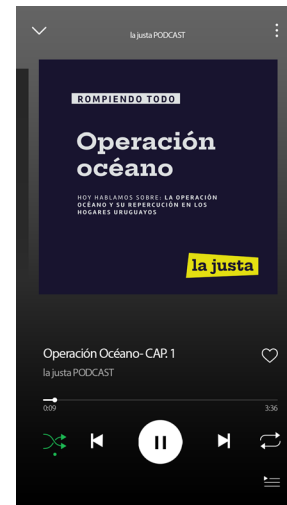 la justa PODCAST
ROMPIENDO TODO
Operación
océano
HOY HABLAMOS SOBRE: LA OPERACIÓN
OCÉANO Y SU REPERCUCIÓN EN LOS
HOGARES URUGUAYOS
la justa
Operación Océano- CAP. 1
la justa PODCAST
0:09
3:36